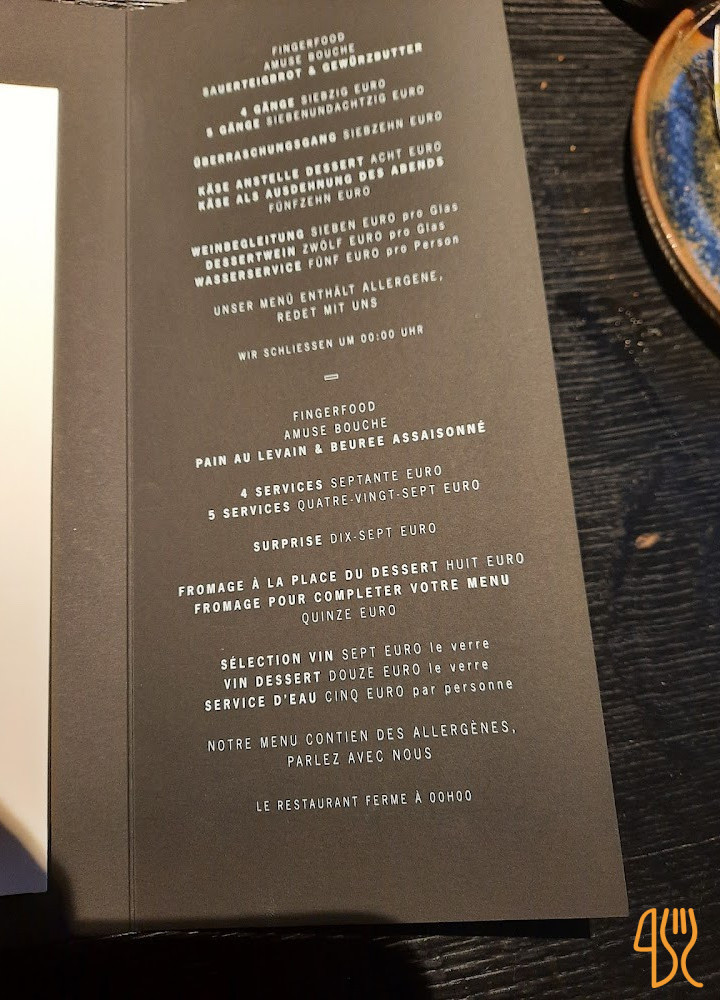 FINGERFOOD
AMUSE BOUCHE
SAUERTEIGBROT & GEWÜRZBUTTER
4 GÄNGE SIEBZIG EURO
5 GÄNGE SIEBENUNDACHTZIG EURO
ÜBERRASCHUNGSGANG SIEBZEHN EURO
KÄSE ANSTELLE DESSERT ACHT EURO
KÄSE ALS AUSDEHNUNG DES ABENDS
FÜNFZEHN EURO
WEINBEGLEITUNG SIEBEN EURO pro Glas
DESSERTWEIN ZWÖLF EURO pro Glas
WASSERSERVICE FÜNF EURO pro Person
UNSER MENÜ ENTHÄLT ALLERGENE,
REDET MIT UNS
WIR SCHLIESSEN UM 00:00 UHR
FINGERFOOD
AMUSE BOUCHE
PAIN AU LEVAIN & BEUREE ASSAISONNÉ
4 SERVICES SEPTANTE EURO
5 SERVICES QUATRE-VINGT-SEPT EURO
SURPRISE DIX-SEPT EURO
FROMAGE À LA PLACE DU DESSERT HUIT EURO
FROMAGE POUR COMPLETER VOTRE MENU
QUINZE EURO
SÉLECTION VIN SEPT EURO le verre
VIN DESSERT DOUZE EURO le verre
SERVICE D'EAU CINQ EURO par personne
NOTRE MENU CONTIEN DES ALLERGÈNES,
PARLEZ AVEC NOUS
LE RESTAURANT FERME À 00H00